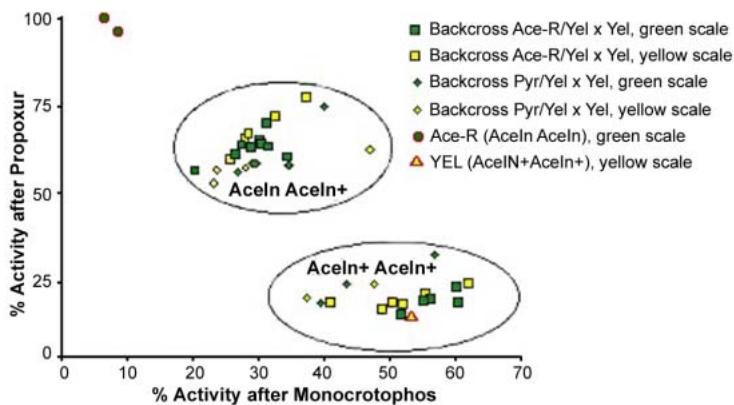 100
75
50
25
0
% Activity after Propoxur
0 10 20 30 40 50 60 70
% Activity after Monocrotophos
AceIn AceIn+
AceIn+ AceIn+
Backcross Ace-R/Yel x Yel, green scale
Backcross Ace-R/Yel x Yel, yellow scale
Backcross Pyr/Yel x Yel, green scale
Backcross Pyr/Yel x Yel, yellow scale
Ace-R (AceIn AceIn), green scale
YEL (AceIN+AceIn+), yellow scale